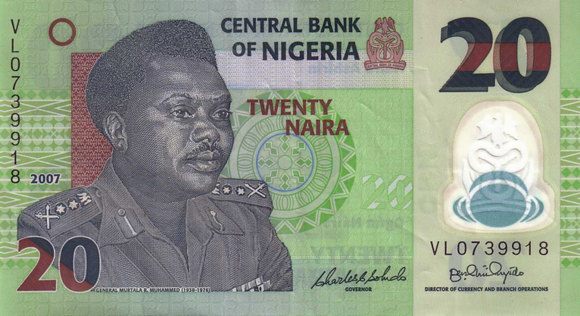 VL0739918
CENTRAL BANK
OF NIGERIA
20
TWENTY
NAIRA
2007
20
20
VL0739918
GENERAL MURTALA R. MUHAMMED (1938-1976)
GOVERNOR
DIRECTOR OF CURRENCY AND BRANCH OPERATIONS